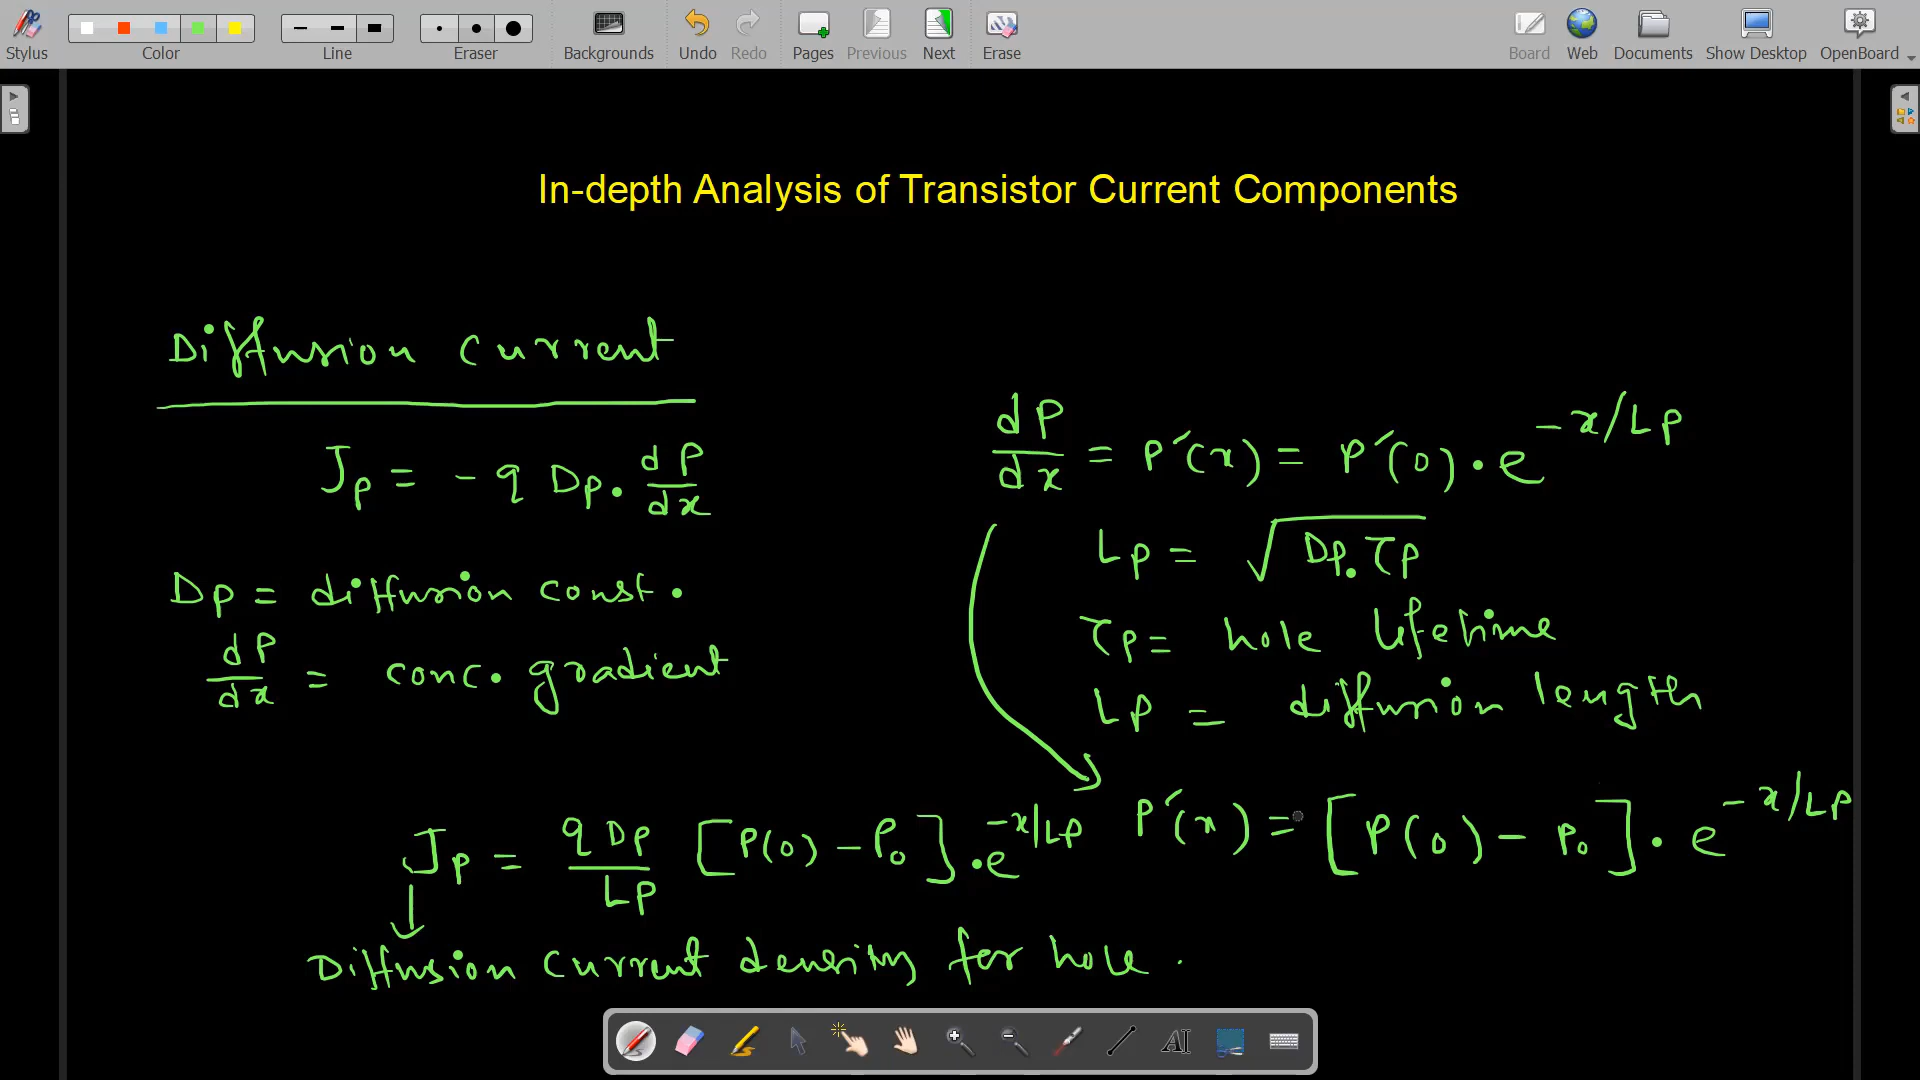 Stylus Color Line Eraser Backgrounds Undo Redo Pages Previous Next Erase Board Web Documents Show Desktop OpenBoard
In-depth Analysis of Transistor Current Components
Diffusion current
Jp = - q Dp. dP/dx
Dp = diffusion const.
dP/dx = conc. gradient
dP/dx = P′(x) = P′(0) · e^(-x/Lp)
Lp = √(Dp.τp)
τp = hole lifetime
Lp = diffusion length
P′(x) = [P(0) - P₀] · e^(-x/Lp)
Jp = qDp/Lp [P(0) - P₀] · e^(-x/Lp)
Diffusion current density for hole.
AI